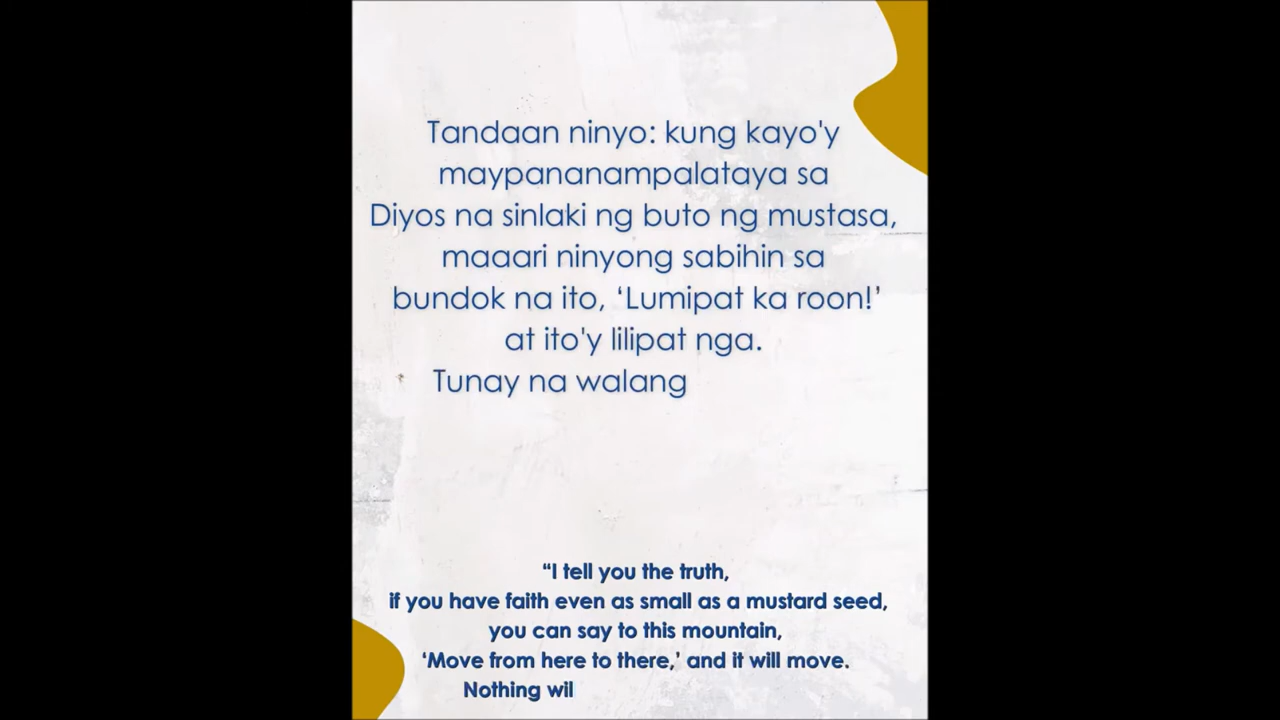 Tandaan ninyo: kung kayo'y
maypananampalataya sa
Diyos na sinlaki ng buto ng mustasa,
maaari ninyong sabihin sa
bundok na ito, ‘Lumipat ka roon!’
at ito'y lilipat nga.
Tunay na walang
“I tell you the truth,
if you have faith even as small as a mustard seed,
you can say to this mountain,
‘Move from here to there,’ and it will move.
Nothing wil